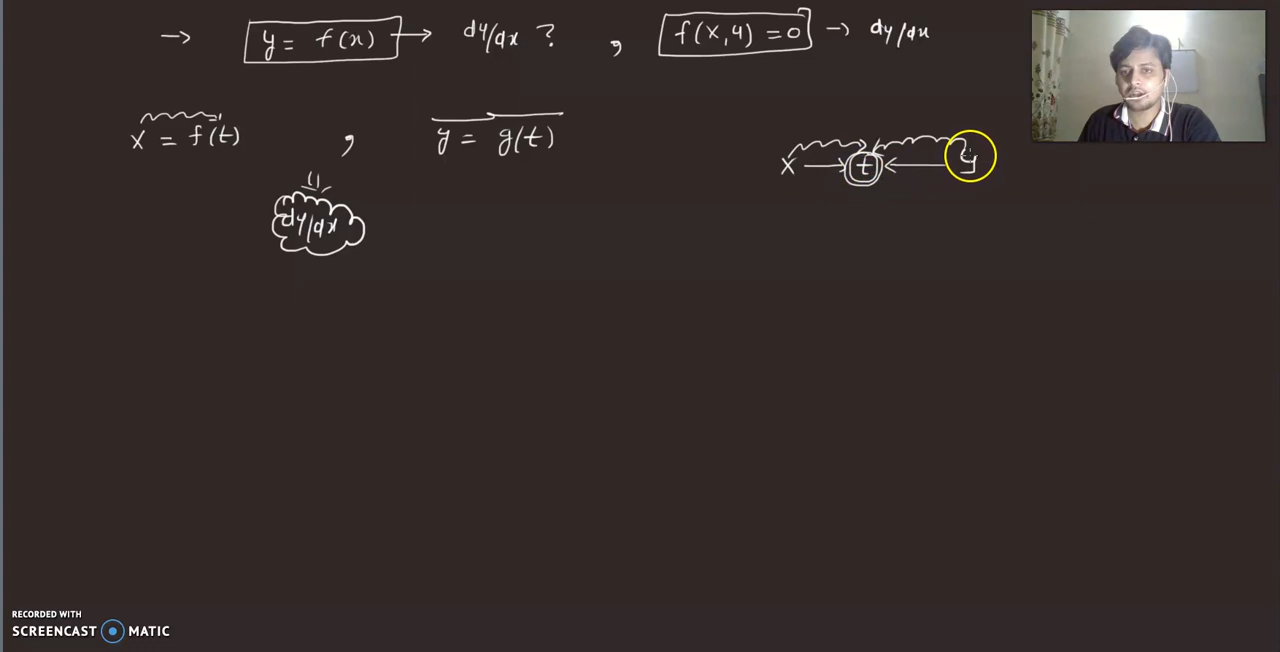 → y = f(x) → dy/dx ? , f(x,y) = 0 → dy/dx
x = f(t) , y = g(t)
x → t ← y
dy/dx
RECORDED WITH
SCREENCAST MATIC